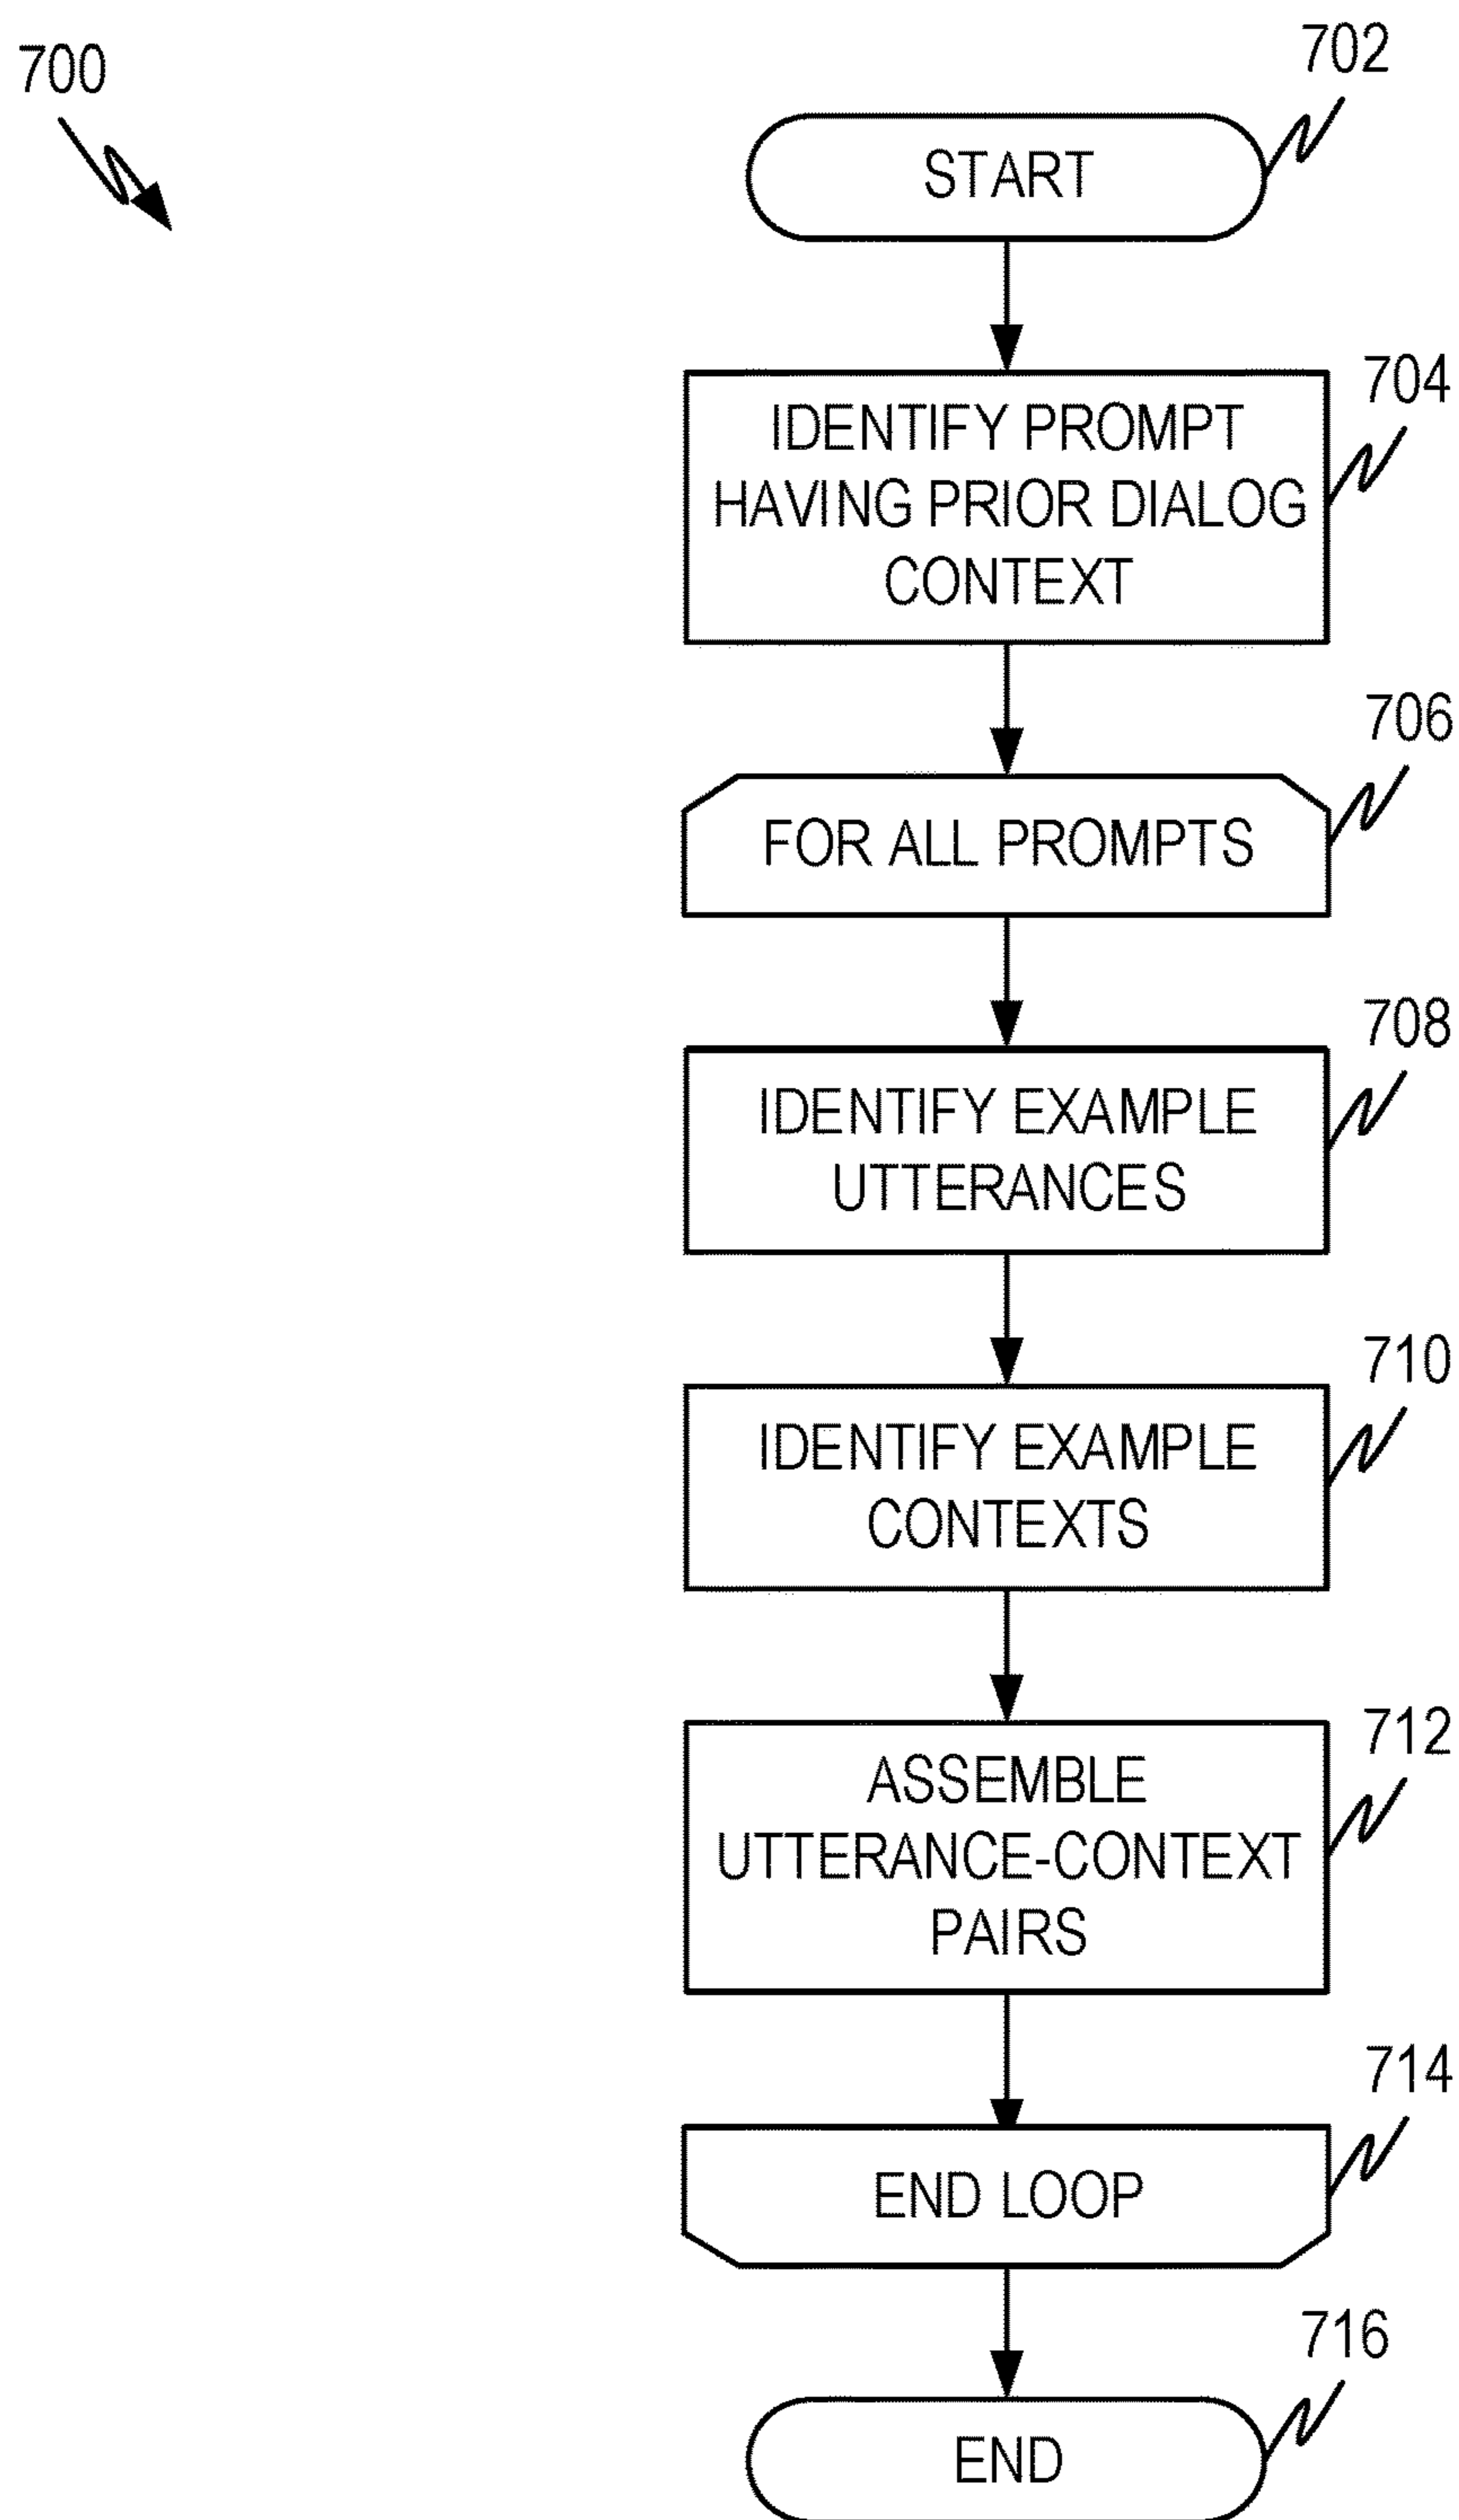 700
702
START
704
IDENTIFY PROMPT
HAVING PRIOR DIALOG
CONTEXT
706
FOR ALL PROMPTS
708
IDENTIFY EXAMPLE
UTTERANCES
710
IDENTIFY EXAMPLE
CONTEXTS
712
ASSEMBLE
UTTERANCE-CONTEXT
PAIRS
714
END LOOP
716
END